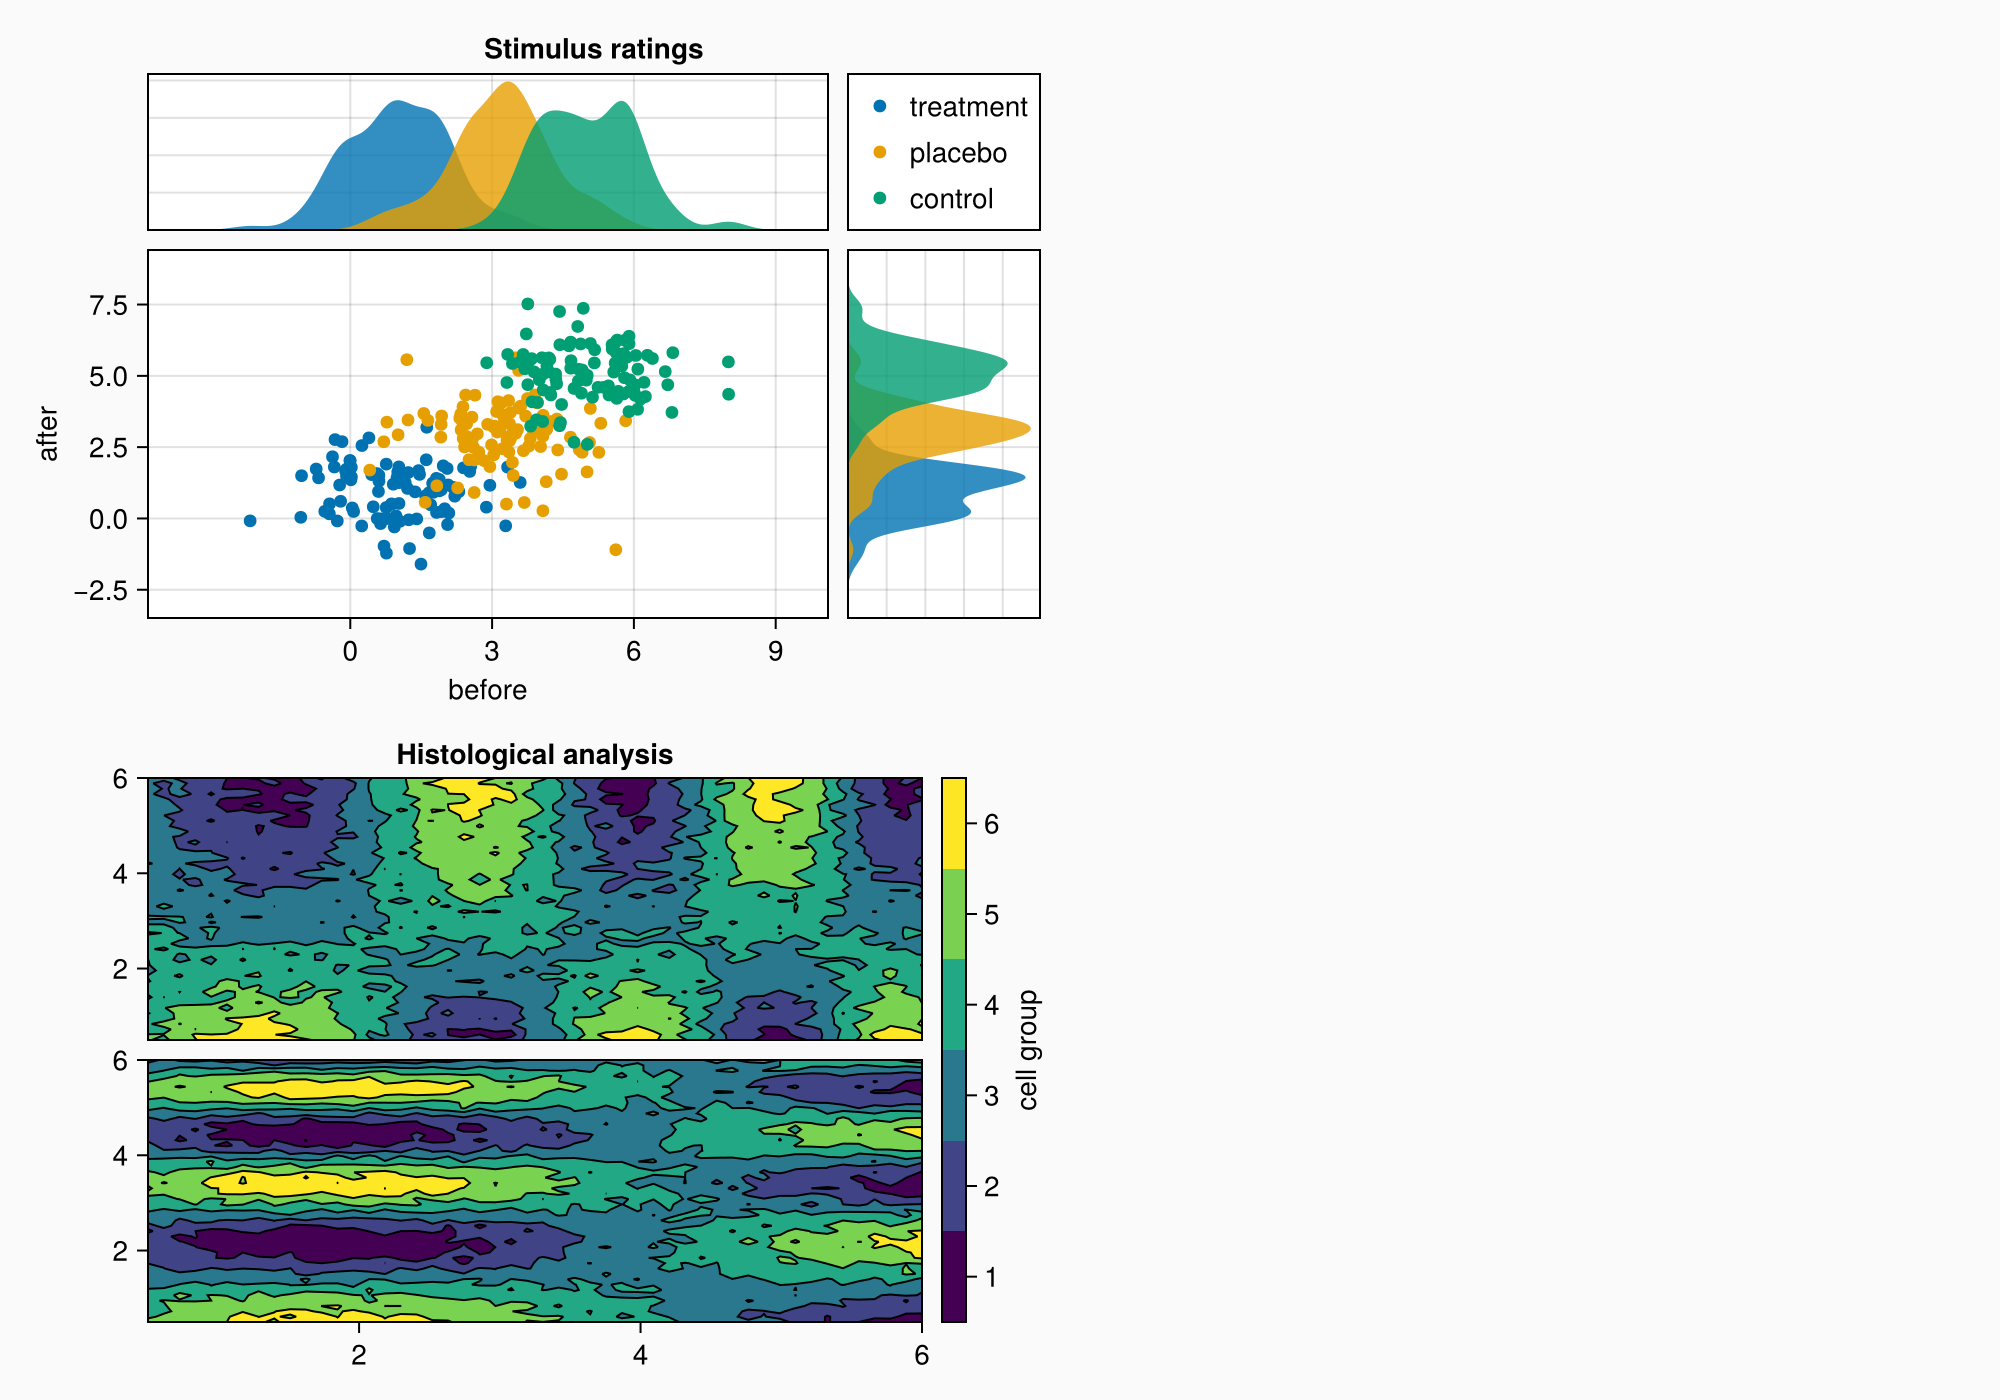 Stimulus ratings
treatment
placebo
control
after
7.5
5.0
2.5
0.0
−2.5
0 3 6 9
before
Histological analysis
6
4
2
6
4
2
2 4 6
6
5
4
3
2
1
cell group